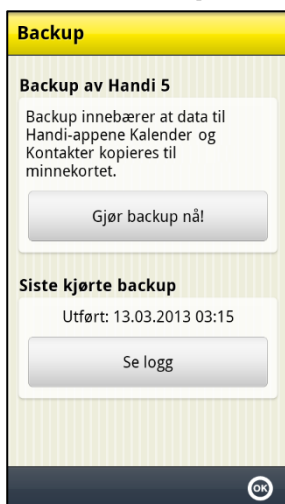 Backup
Backup av Handi 5
Backup innebærer at data til
Handi-appene Kalender og
Kontakter kopieres til
minnekortet.
Gjør backup nå!
Siste kjørte backup
Utført: 13.03.2013 03:15
Se logg
OK